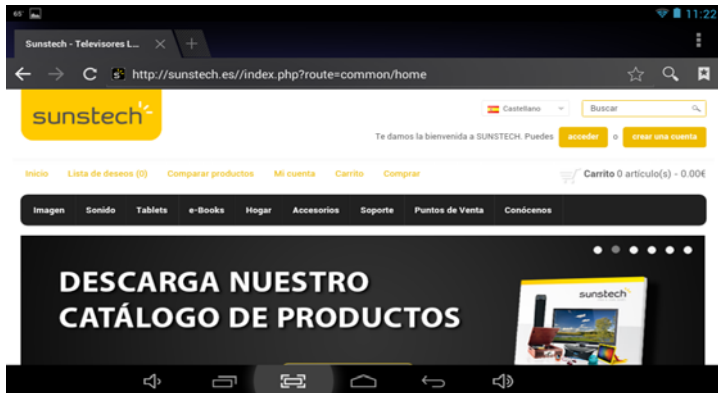 65°
11:22
Sunstech - Televisores L...
http://sunstech.es//index.php?route=common/home
sunstech
Castellano
Buscar
Te damos la bienvenida a SUNSTECH. Puedes acceder o crear una cuenta
Inicio Lista de deseos (0) Comparar productos Mi cuenta Carrito Comprar
Carrito 0 artículo(s) - 0.00€
Imagen Sonido Tablets e-Books Hogar Accesorios Soporte Puntos de Venta Conócenos
DESCARGA NUESTRO
CATÁLOGO DE PRODUCTOS
sunstech